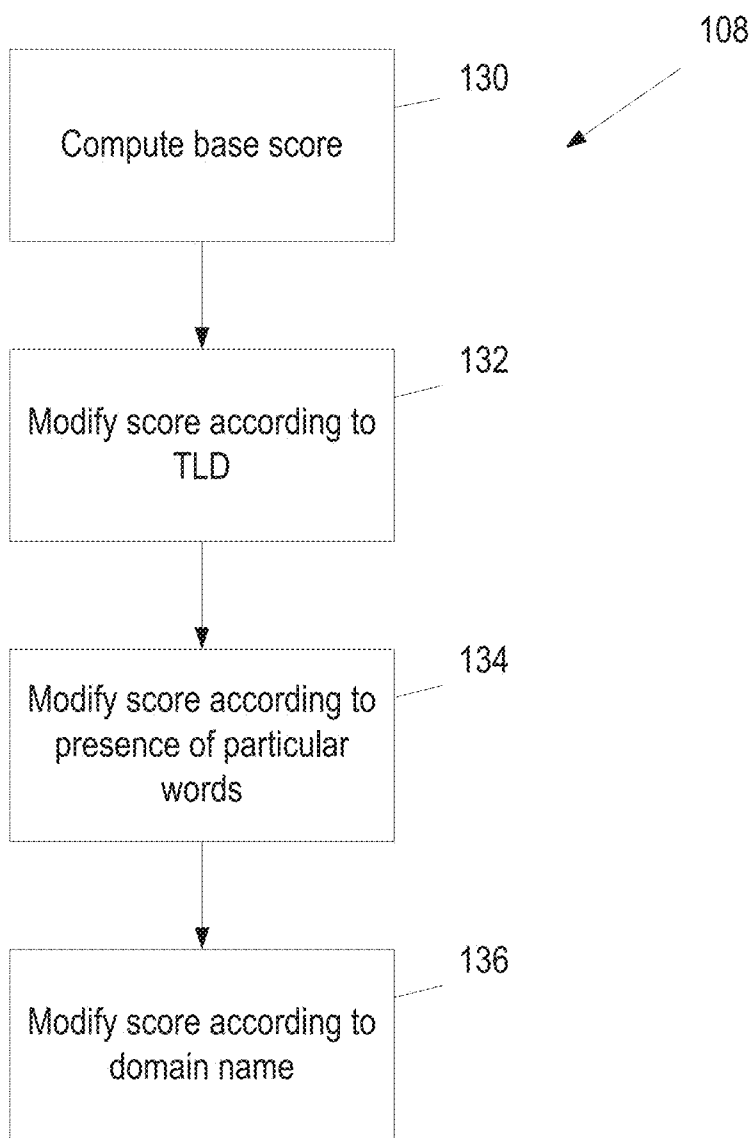 108
130
Compute base score
132
Modify score according to
TLD
134
Modify score according to
presence of particular
words
136
Modify score according to
domain name